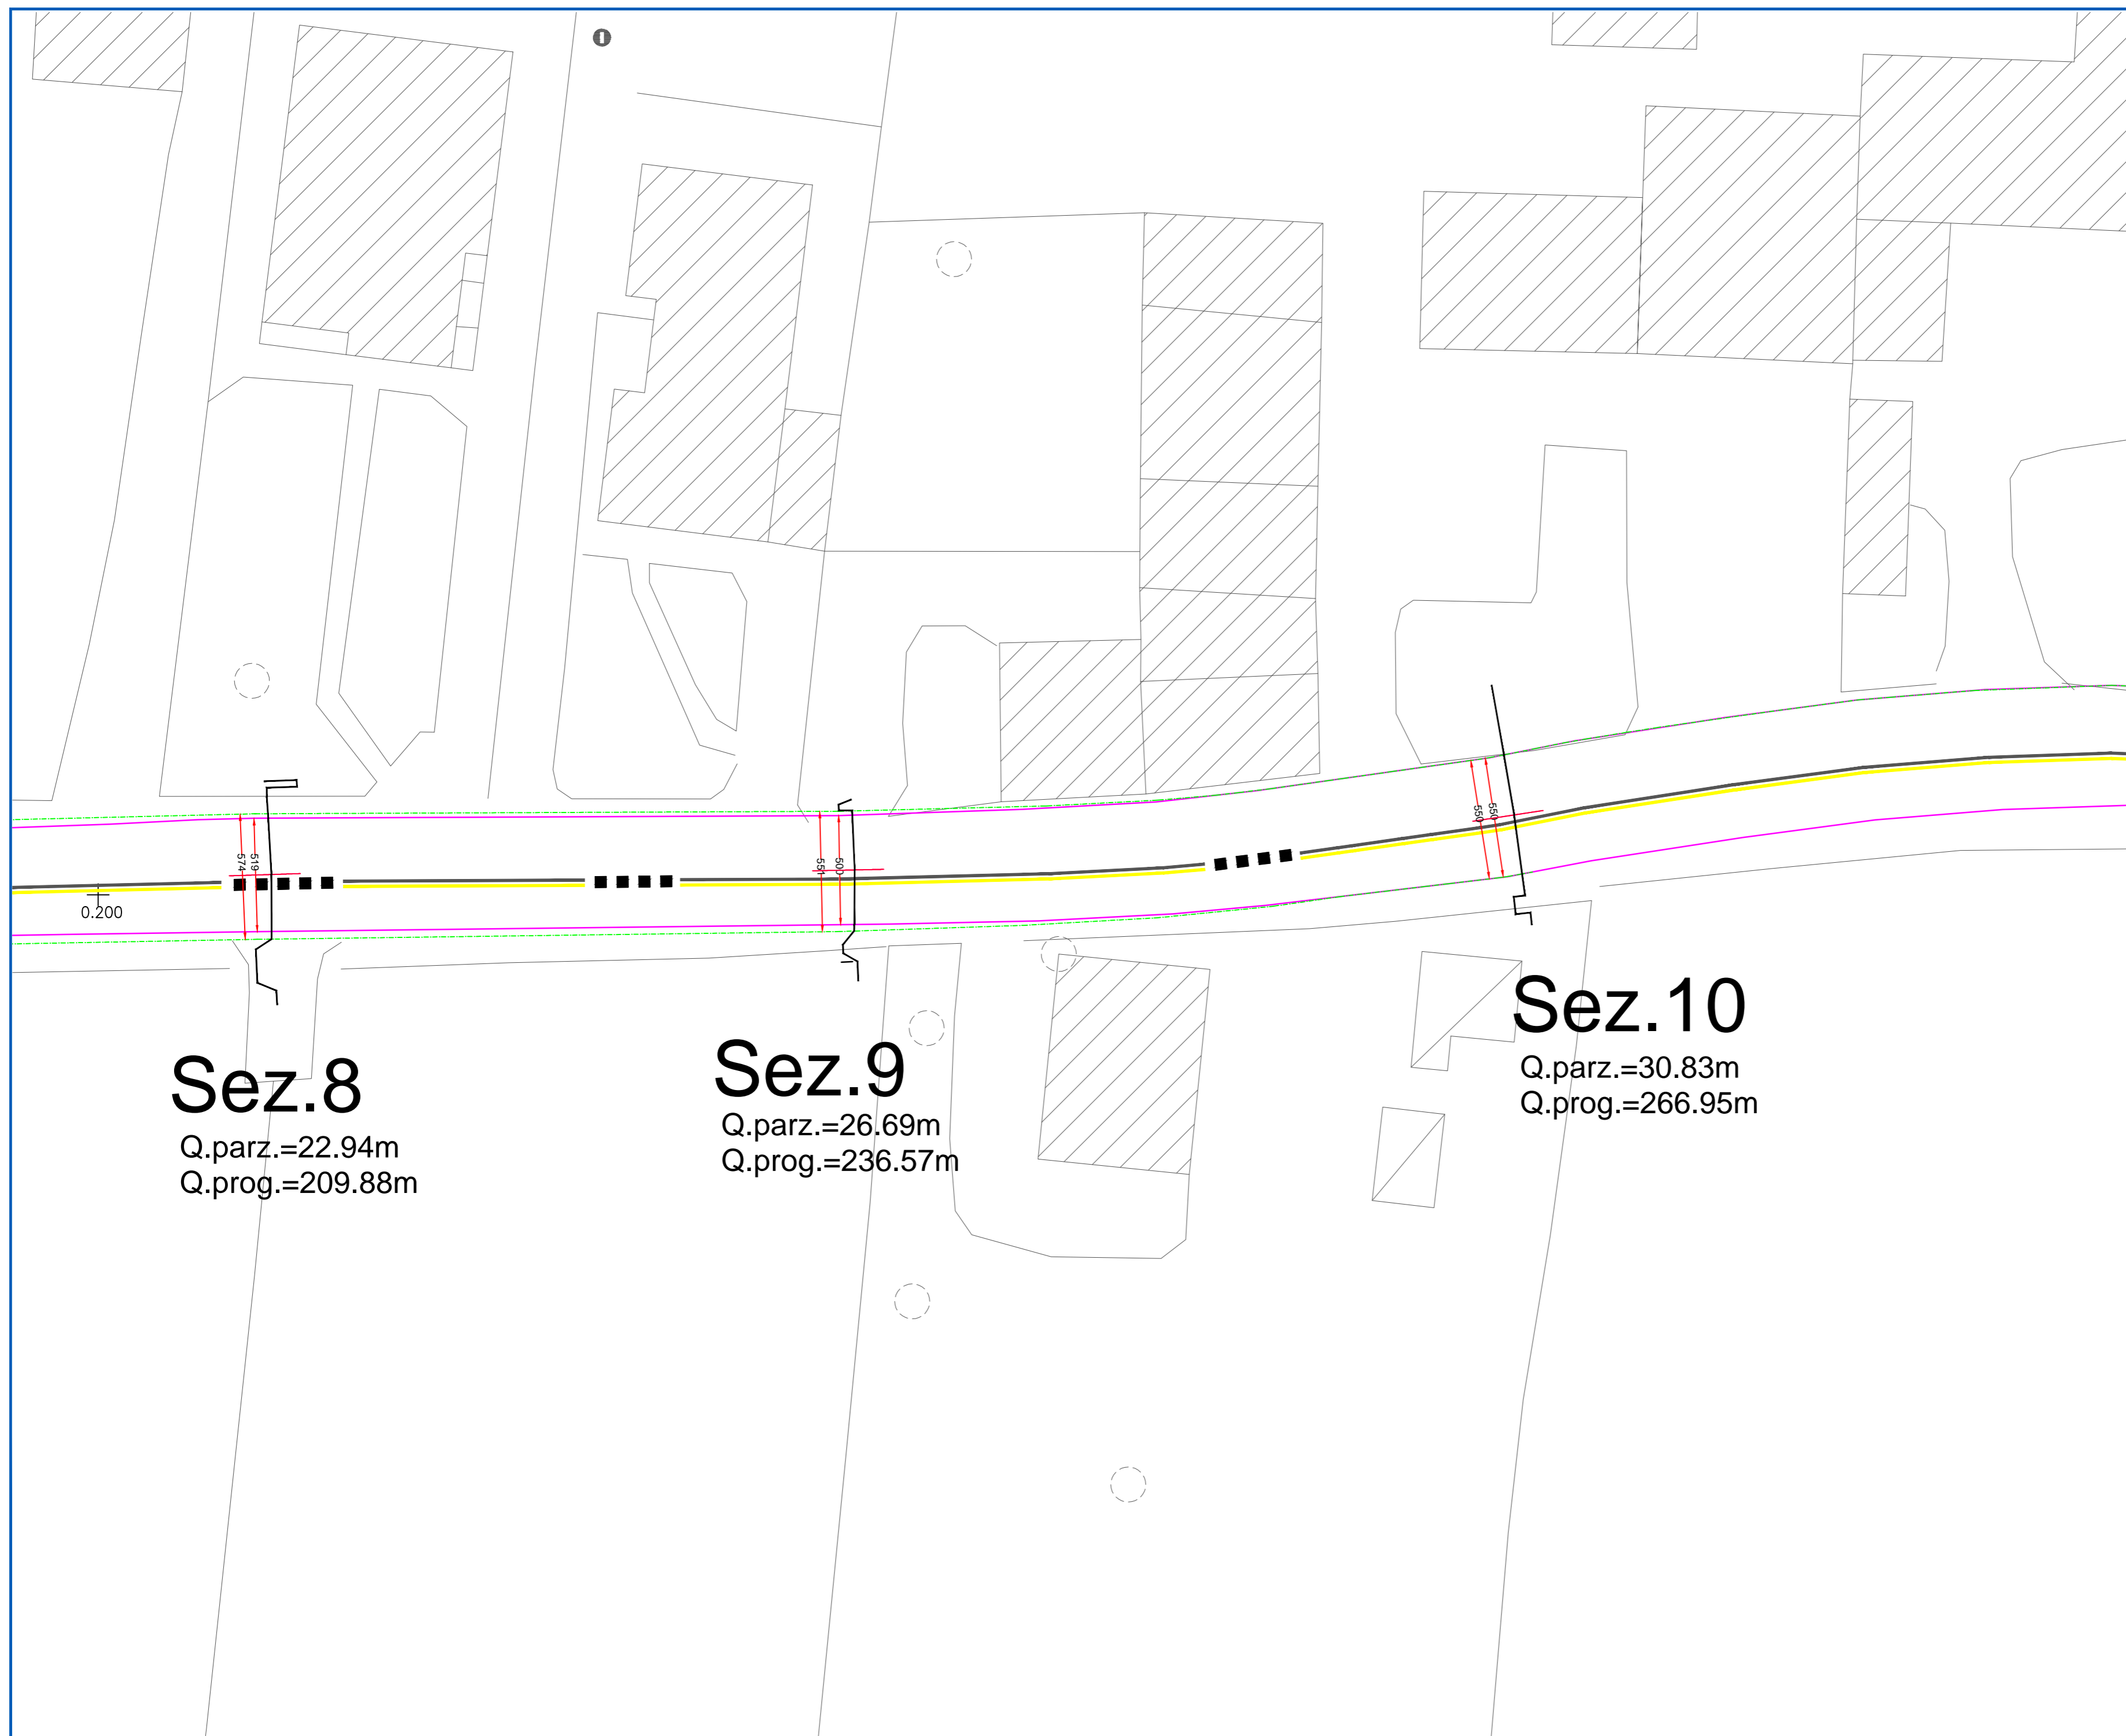 574
519
551
500
550
550
0.200
Sez.8
Q.parz.=22.94m
Q.prog.=209.88m
Sez.9
Q.parz.=26.69m
Q.prog.=236.57m
Sez.10
Q.parz.=30.83m
Q.prog.=266.95m